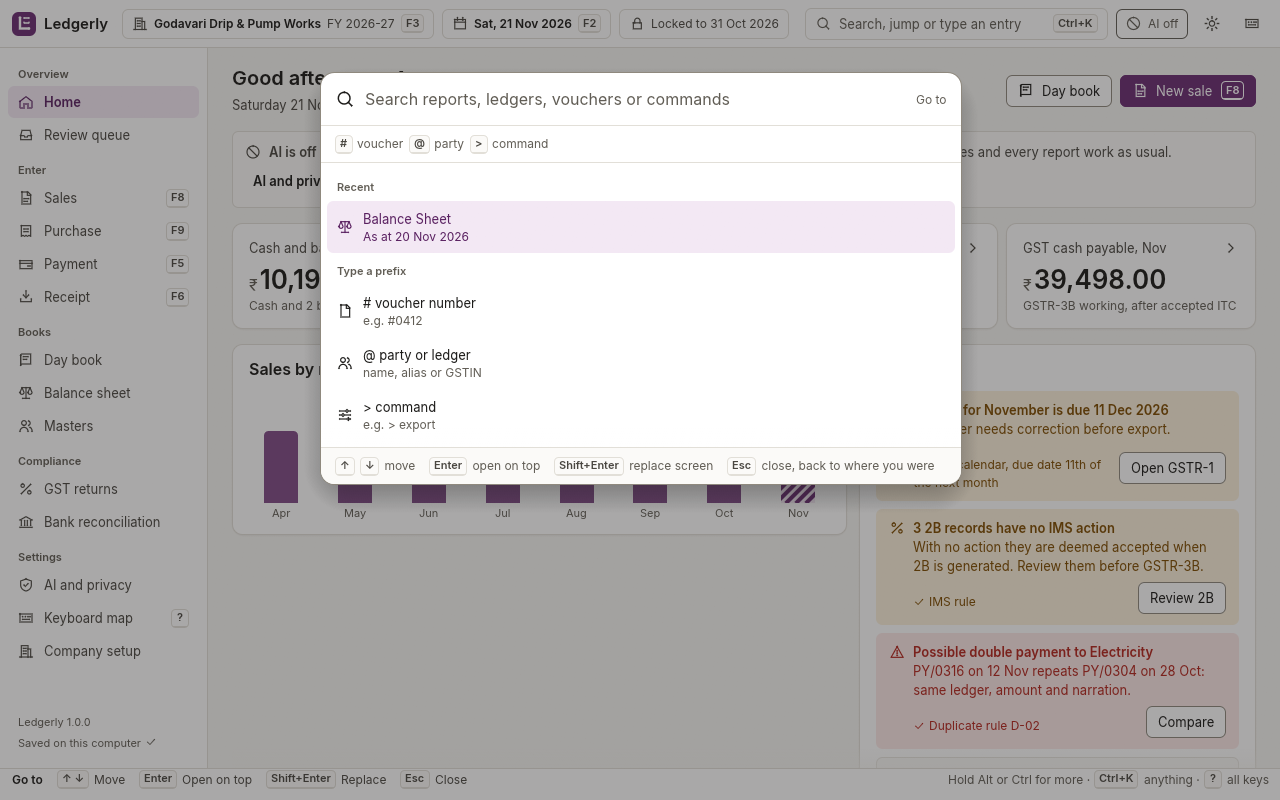 Ledgerly
Godavari Drip & Pump Works FY 2026-27 F3
Sat, 21 Nov 2026 F2
Locked to 31 Oct 2026
Search, jump or type an entry Ctrl+K
AI off
Overview
Home
Review queue
Enter
Sales F8
Purchase F9
Payment F5
Receipt F6
Books
Day book
Balance sheet
Masters
Compliance
GST returns
Bank reconciliation
Settings
AI and privacy
Keyboard map ?
Company setup
Ledgerly 1.0.0
Saved on this computer
Good afte
Saturday 21 No
Day book
New sale F8
AI is off
es and every report work as usual.
AI and priv
Cash and b
₹10,19
Cash and 2 b
GST cash payable, Nov
₹39,498.00
GSTR-3B working, after accepted ITC
Sales by
Apr May Jun Jul Aug Sep Oct Nov
Search reports, ledgers, vouchers or commands
Go to
# voucher @ party > command
Recent
Balance Sheet
As at 20 Nov 2026
Type a prefix
# voucher number
e.g. #0412
@ party or ledger
name, alias or GSTIN
> command
e.g. > export
↑ ↓ move Enter open on top Shift+Enter replace screen Esc close, back to where you were
for November is due 11 Dec 2026
er needs correction before export.
calendar, due date 11th of
the next month
Open GSTR-1
3 2B records have no IMS action
With no action they are deemed accepted when
2B is generated. Review them before GSTR-3B.
IMS rule
Review 2B
Possible double payment to Electricity
PY/0316 on 12 Nov repeats PY/0304 on 28 Oct:
same ledger, amount and narration.
Duplicate rule D-02
Compare
Go to ↑↓ Move Enter Open on top Shift+Enter Replace Esc Close
Hold Alt or Ctrl for more · Ctrl+K anything · ? all keys